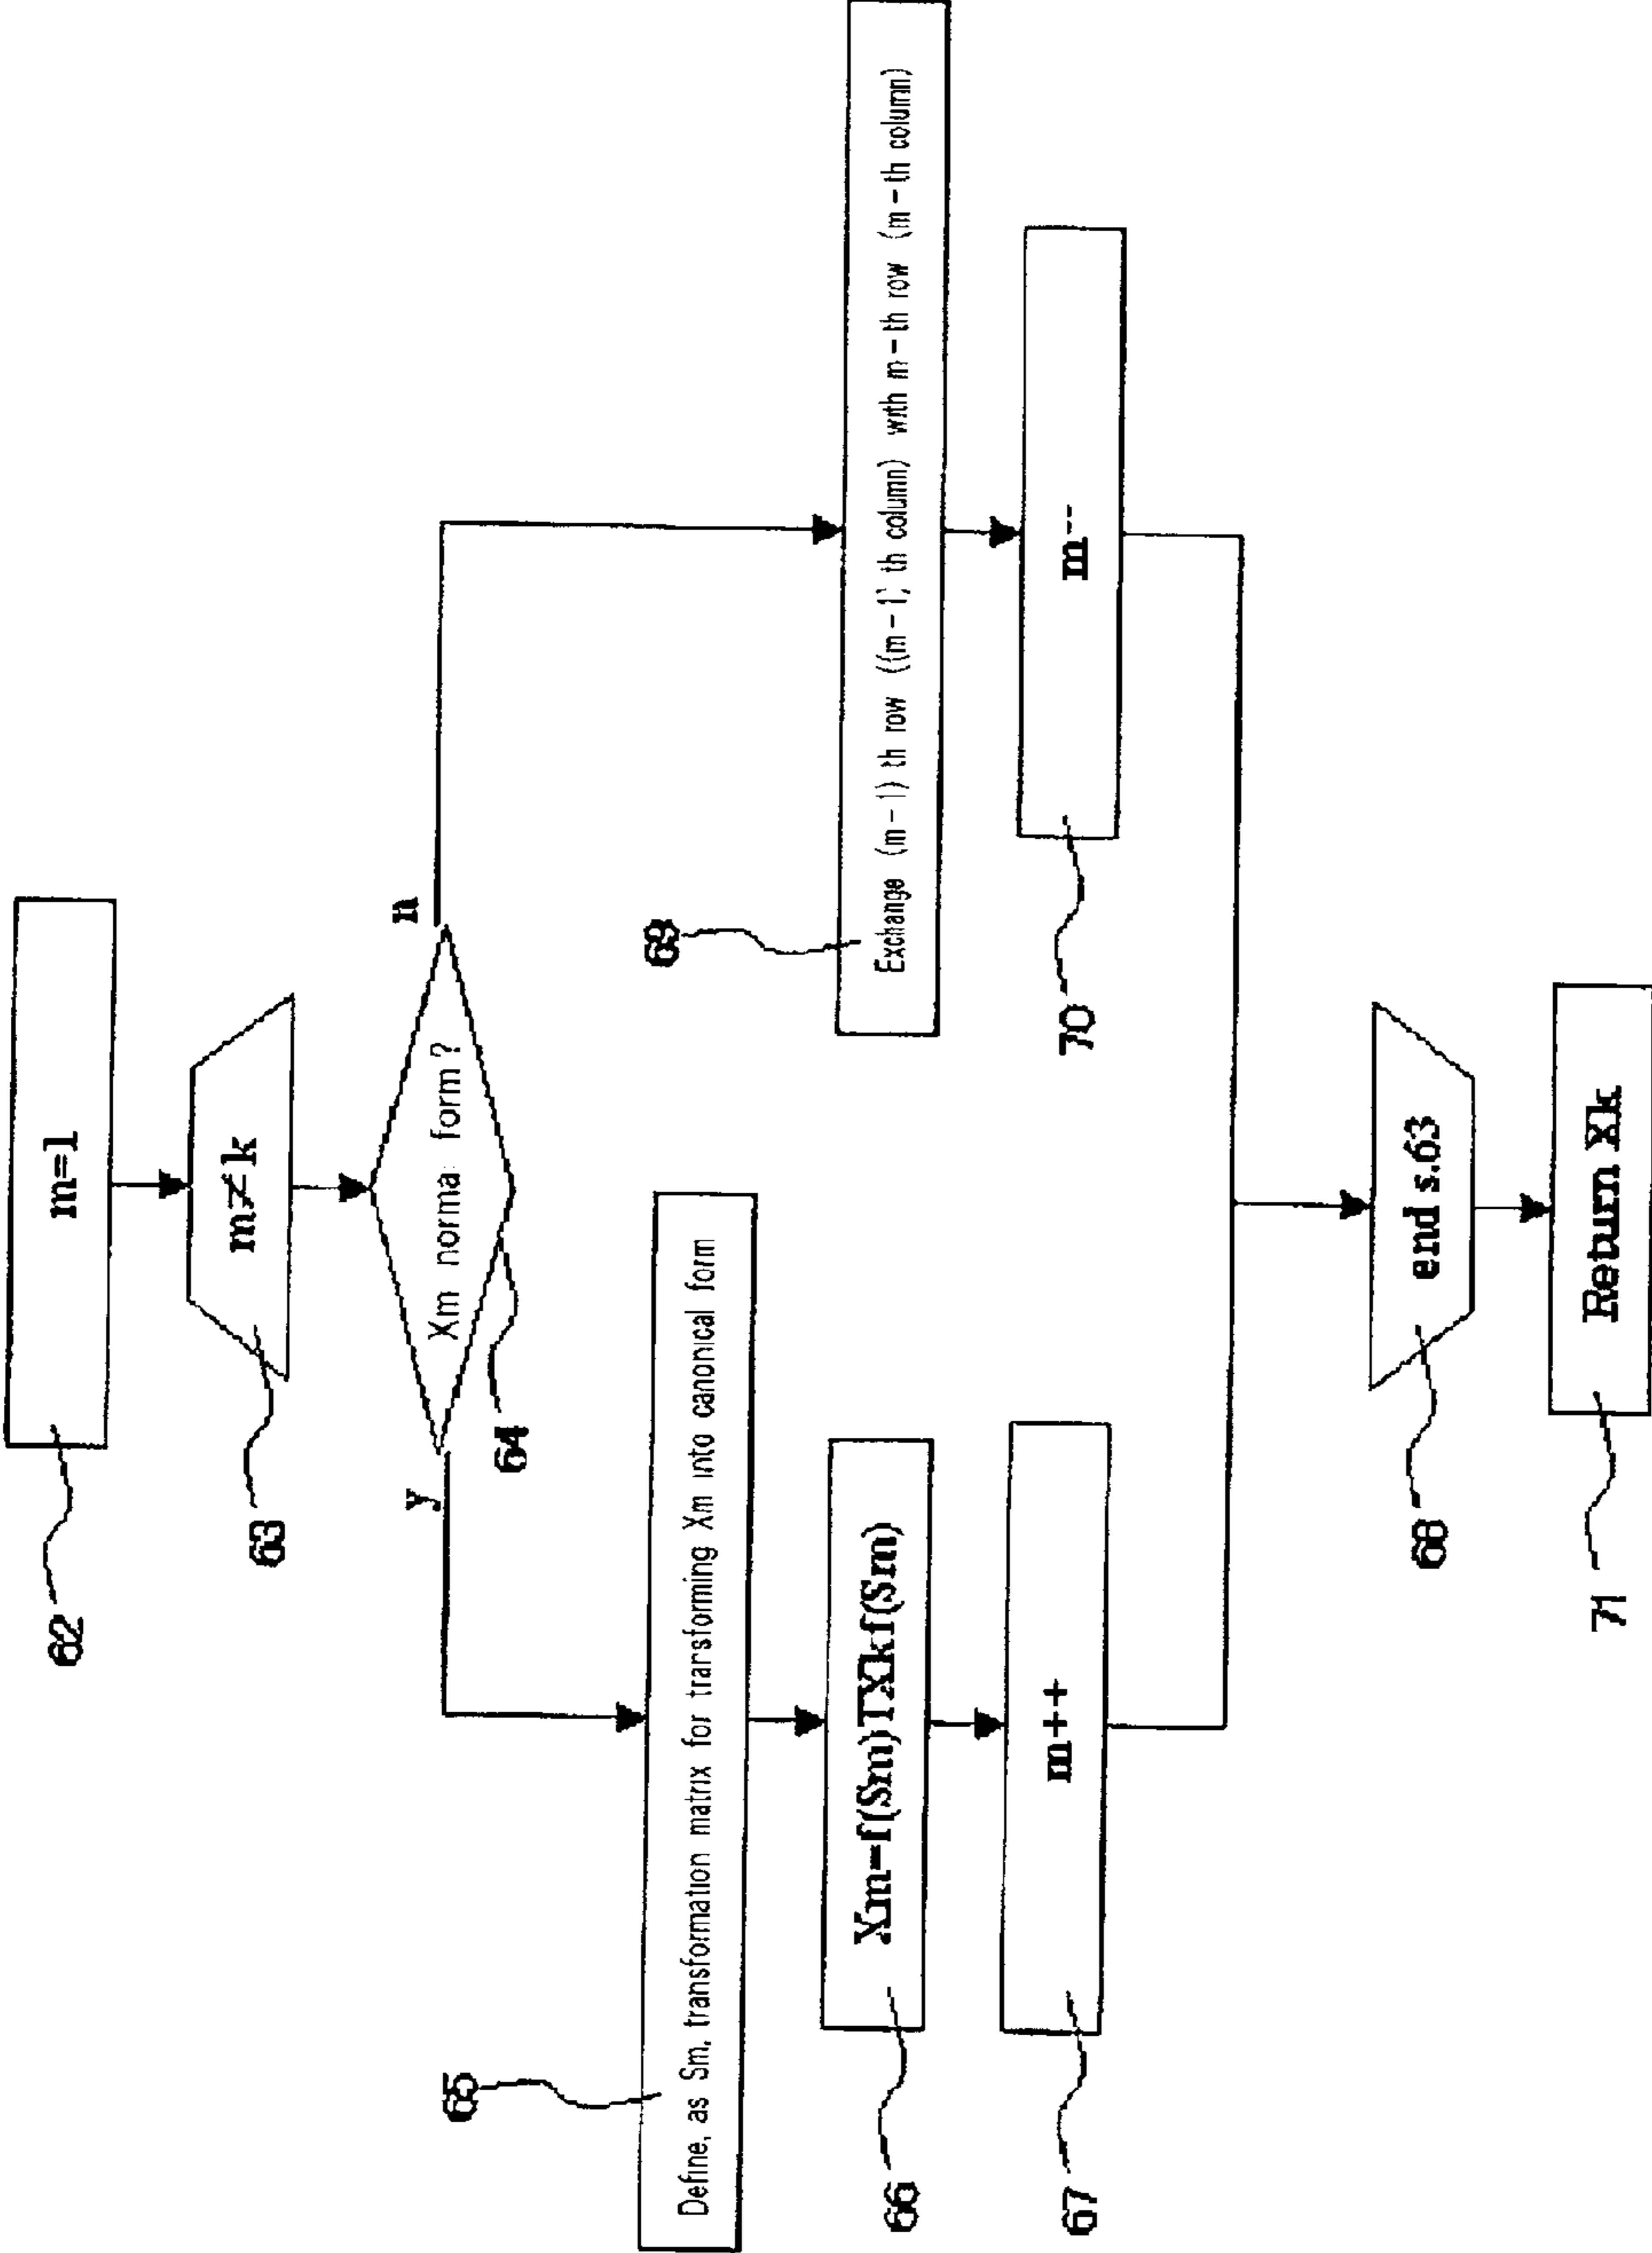 62
m=1
63
m≠k
64
Xm norma: form?
y
n
65
Define, as Sm, transformation matrix for trarsforming Xm into canonical form
66
Xm=f(Sm)TXkf(Sm)
67
m++
69
Exchange (m-1) th row ((m-1) th column) with m-th row (m-th column)
70
m--
68
end s.63
71
Return Xk